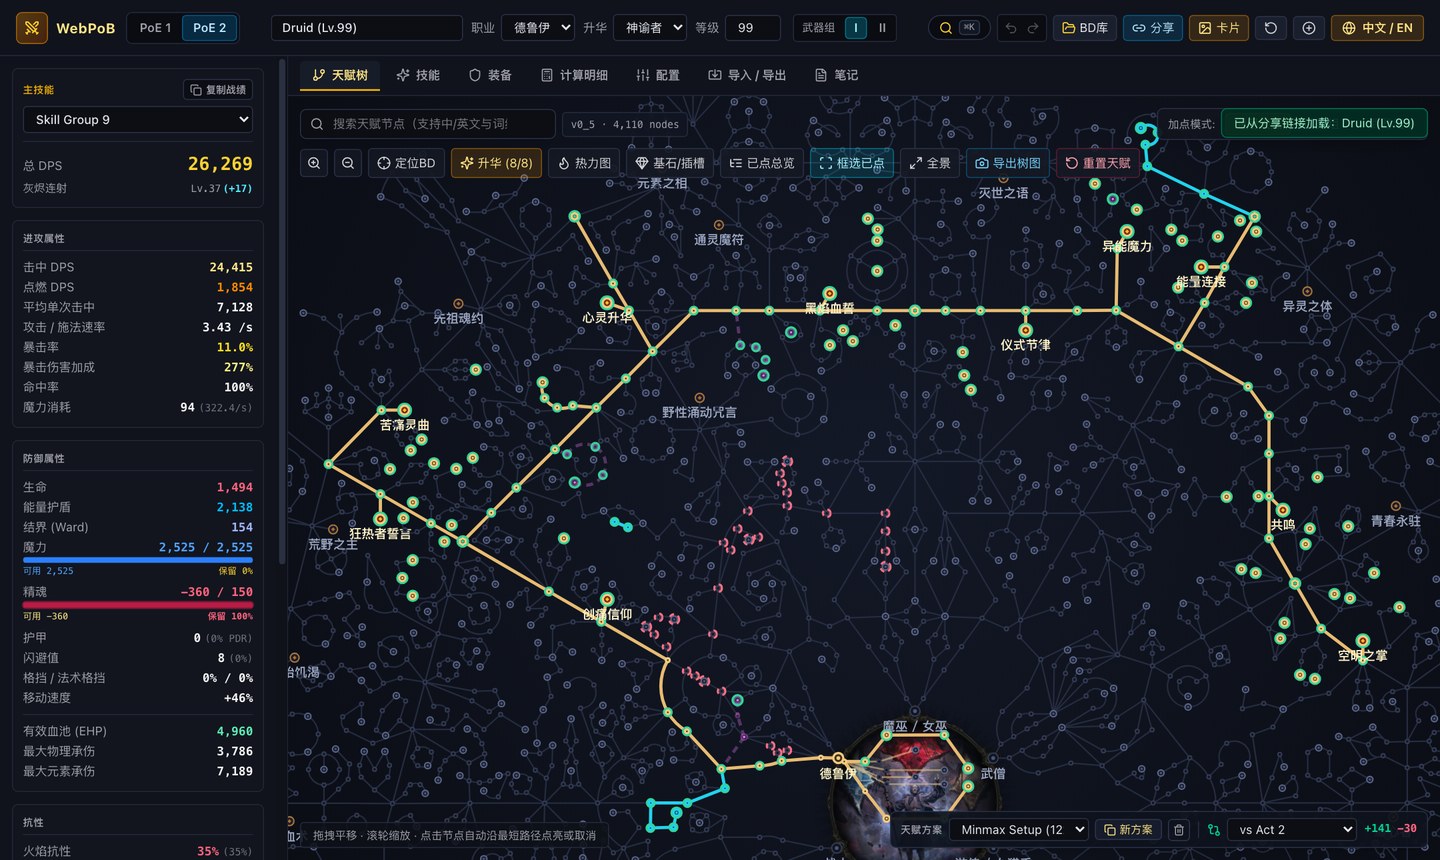 WebPoB
PoE 1
PoE 2
Druid (Lv.99)
职业
德鲁伊
升华
神谕者
等级
99
武器组
I
II
⌘K
BD库
分享
卡片
中文 / EN
主技能
复制战绩
Skill Group 9
总 DPS
26,269
灰烬连射
Lv.37 (+17)
进攻属性
击中 DPS
24,415
点燃 DPS
1,854
平均单次击中
7,128
攻击 / 施法速率
3.43 /s
暴击率
11.0%
暴击伤害加成
277%
命中率
100%
魔力消耗
94 (322.4/s)
防御属性
生命
1,494
能量护盾
2,138
结界 (Ward)
154
魔力
2,525 / 2,525
可用 2,525
保留 0%
精魂
−360 / 150
可用 −360
保留 100%
护甲
0 (0% PDR)
闪避值
8 (0%)
格挡 / 法术格挡
0% / 0%
移动速度
+46%
有效血池 (EHP)
4,960
最大物理承伤
3,786
最大元素承伤
7,189
抗性
火焰抗性
35% (35%)
天赋树
技能
装备
计算明细
配置
导入 / 导出
笔记
搜索天赋节点（支持中/英文与词
v0_5 · 4,110 nodes
加点模式:
已从分享链接加载: Druid (Lv.99)
定位BD
升华 (8/8)
热力图
基石/插槽
已点总览
框选已点
全景
导出树图
重置天赋
元素之相
灭世之语
通灵魔符
异能魔力
能量连接
异灵之体
先祖魂约
心灵升华
黑焰血誓
仪式节律
野性涌动咒言
苦痛灵曲
狂热者誓言
荒野之王
共鸣
青春永驻
创痛信仰
空明之掌
饥渴
魔巫 / 女巫
德鲁伊
武僧
拖拽平移 · 滚轮缩放 · 点击节点自动沿最短路径点亮或取消
天赋方案
Minmax Setup (12
新方案
vs Act 2
+141 −30